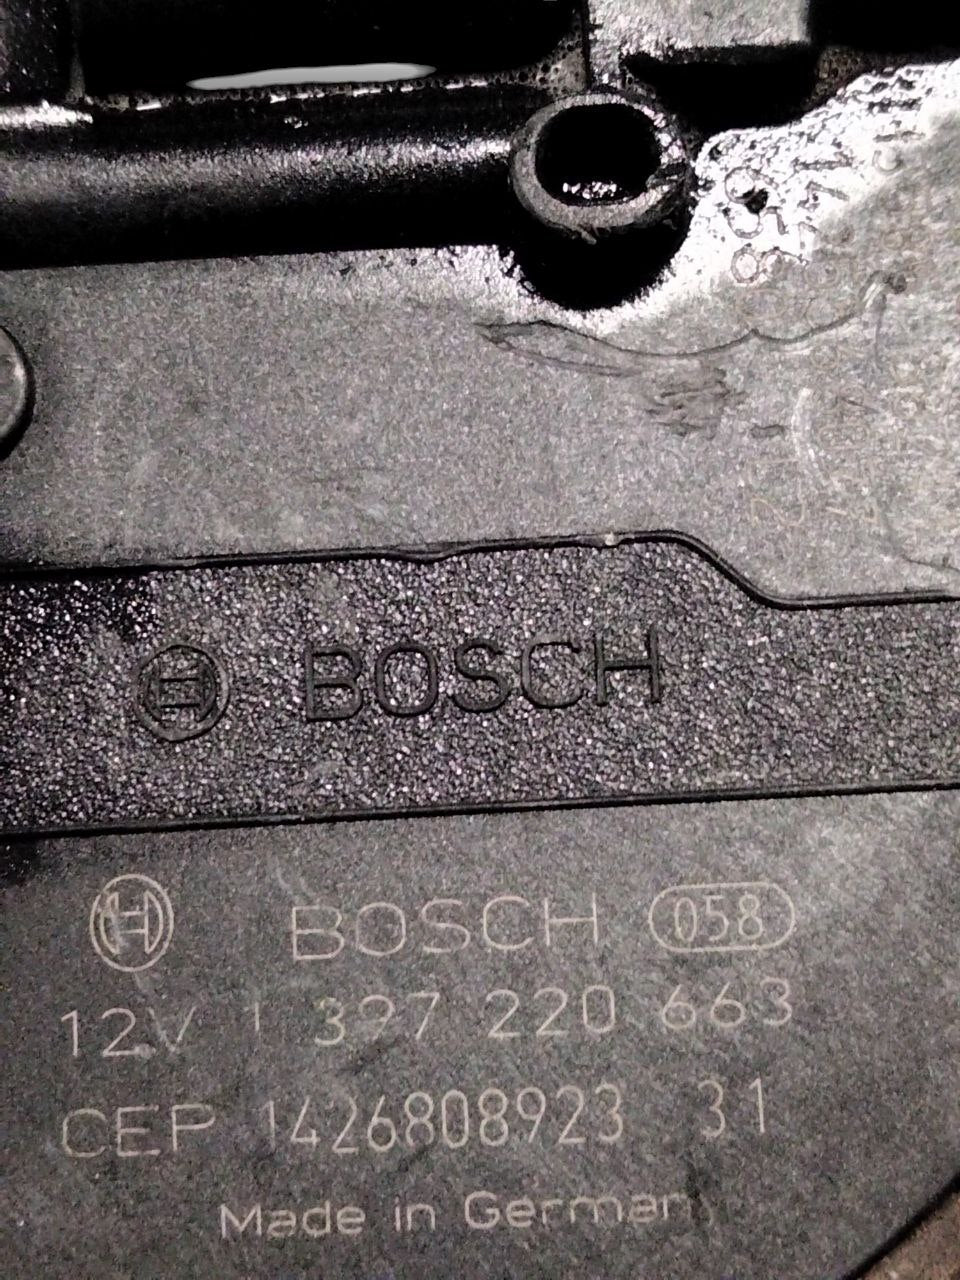 BOSCH
BOSCH 058
12V 1 397 220 663
CEP 1426808923 31
Made in Germany